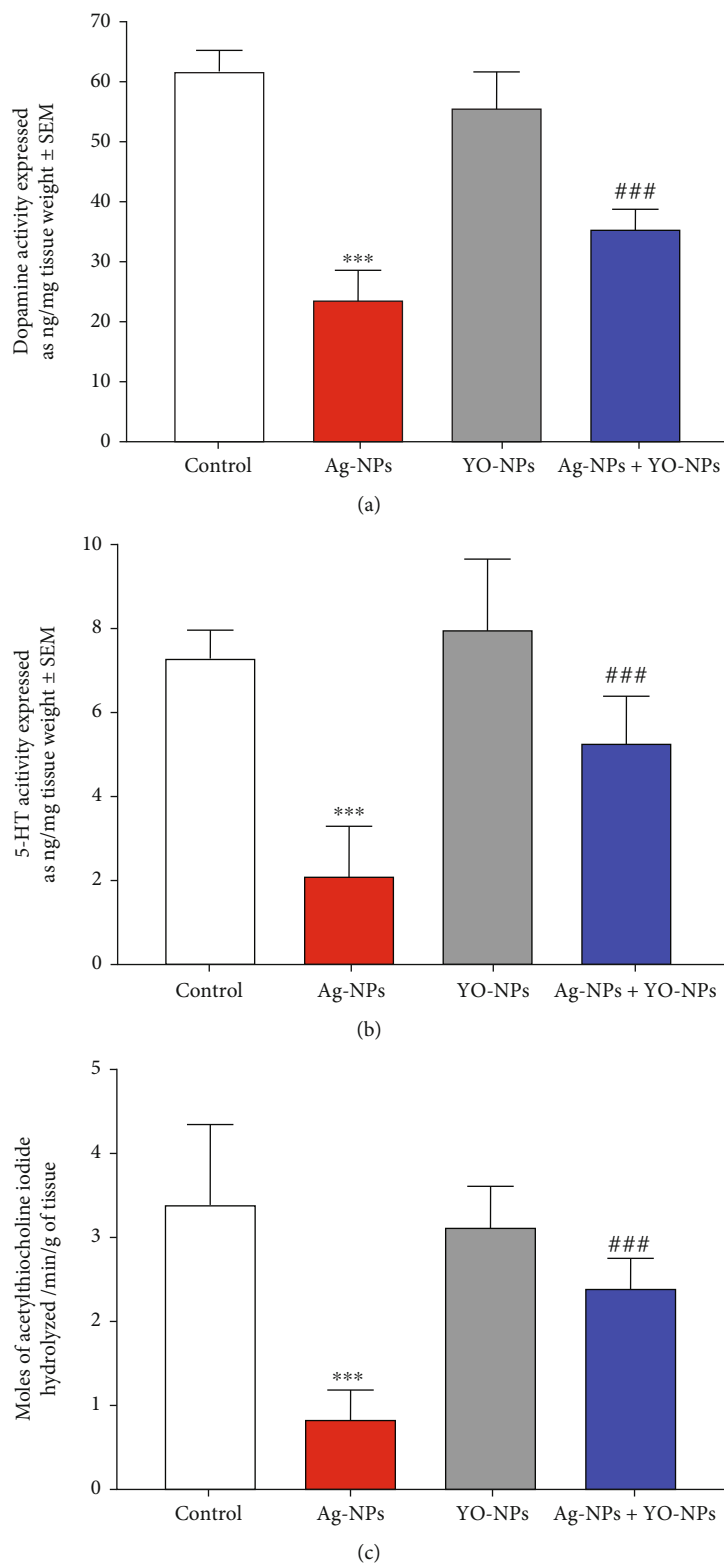 70
60
50
40
30
20
10
0
Dopamine activity expressed
as ng/mg tissue weight ± SEM
***
###
Control Ag-NPs YO-NPs Ag-NPs + YO-NPs
(a)
10
8
6
4
2
0
5-HT acitivity expressed
as ng/mg tissue weight ± SEM
***
###
Control Ag-NPs YO-NPs Ag-NPs + YO-NPs
(b)
5
4
3
2
1
0
Moles of acetylthiocholine iodide
hydrolyzed /min/g of tissue
***
###
Control Ag-NPs YO-NPs Ag-NPs + YO-NPs
(c)